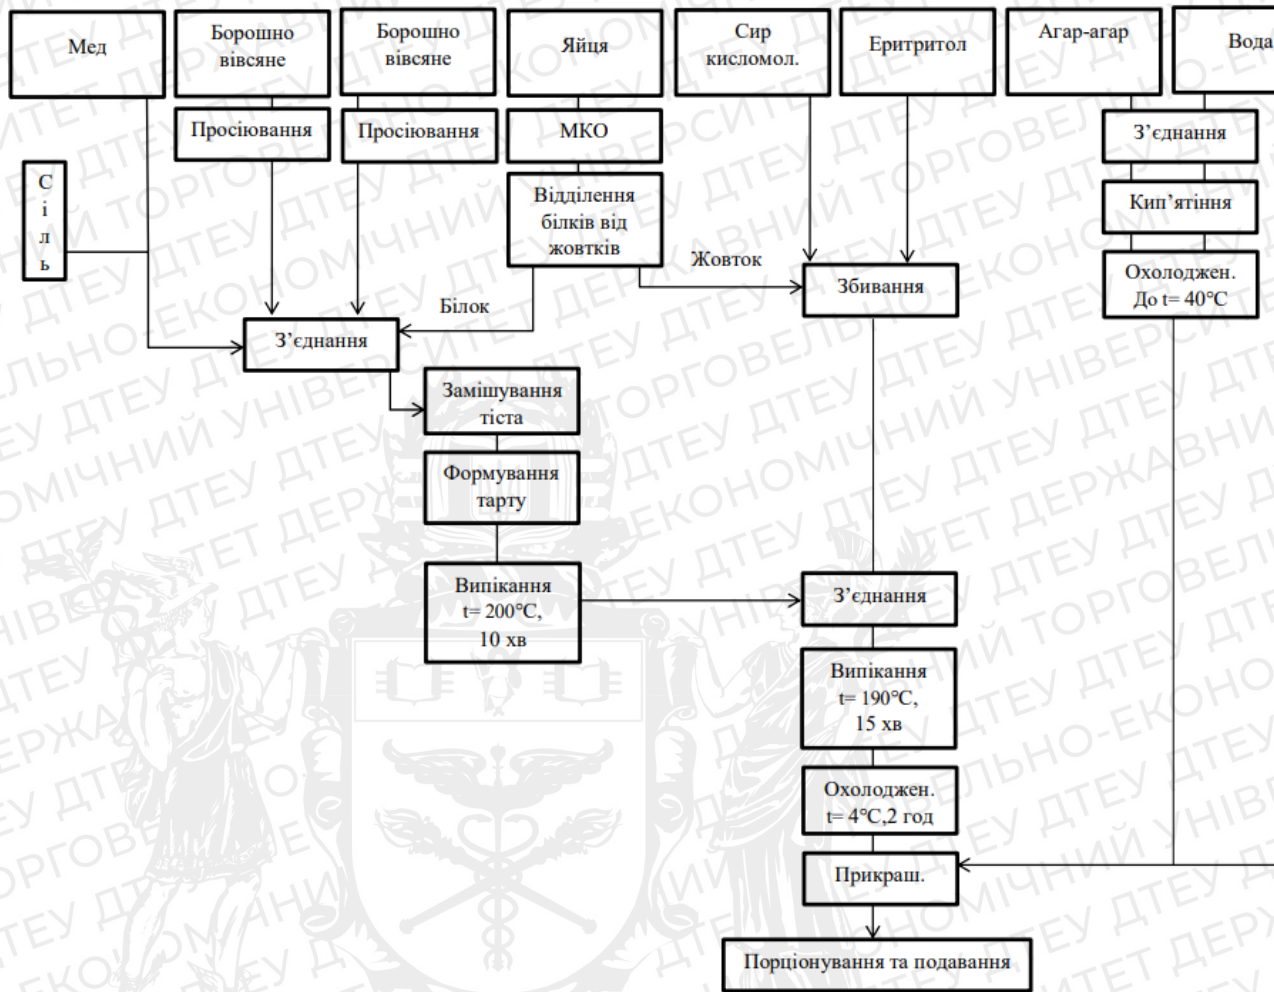 Мед
Борошно
вівсяне
Борошно
вівсяне
Яйця
Сир
кисломол.
Еритритол
Агар-агар
Вода
Просіювання
Просіювання
МКО
З’єднання
Сіль
Відділення
білків від
жовтків
Кип’ятіння
Жовток
Збивання
Охолоджен.
До t= 40°C
Білок
З’єднання
Замішування
тіста
Формування
тарту
Випікання
t= 200°C,
10 хв
З’єднання
Випікання
t= 190°C,
15 хв
Охолоджен.
t= 4°C,2 год
Прикраш.
Порціонування та подавання